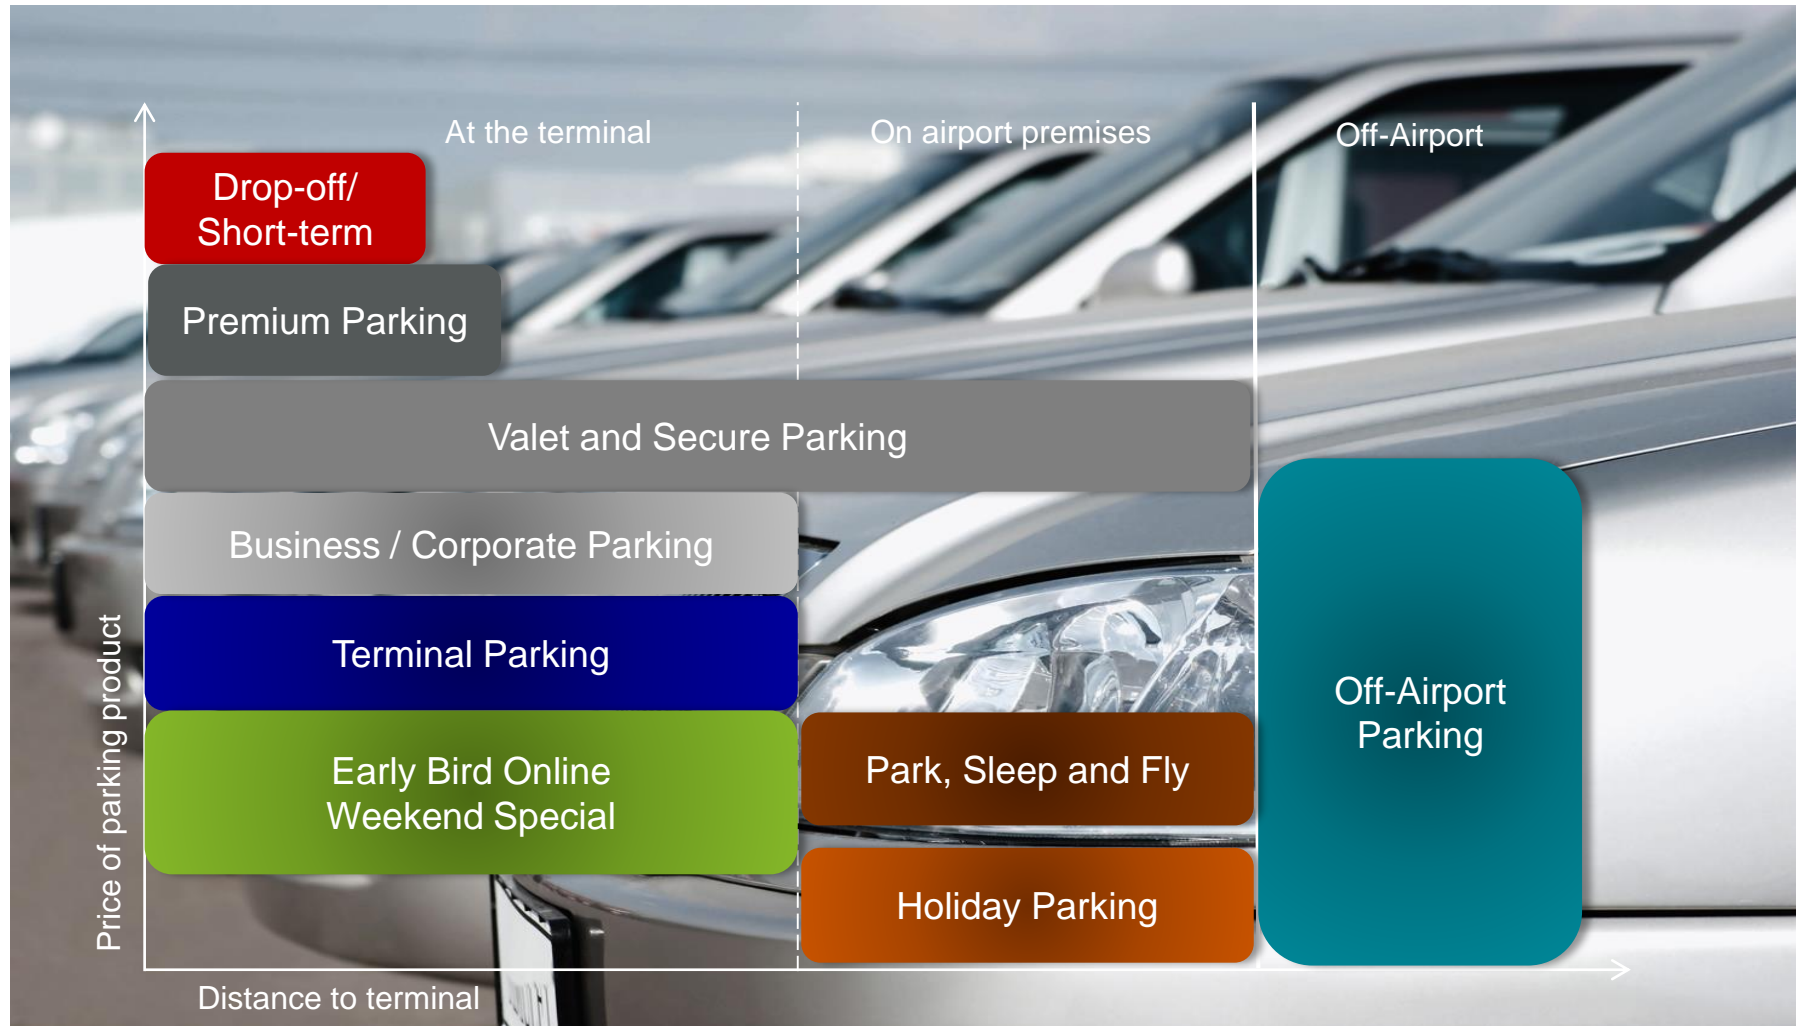 At the terminal
On airport premises
Off-Airport
Drop-off/
Short-term
Premium Parking
Valet and Secure Parking
Business / Corporate Parking
Terminal Parking
Early Bird Online
Weekend Special
Park, Sleep and Fly
Holiday Parking
Off-Airport
Parking
Price of parking product
Distance to terminal